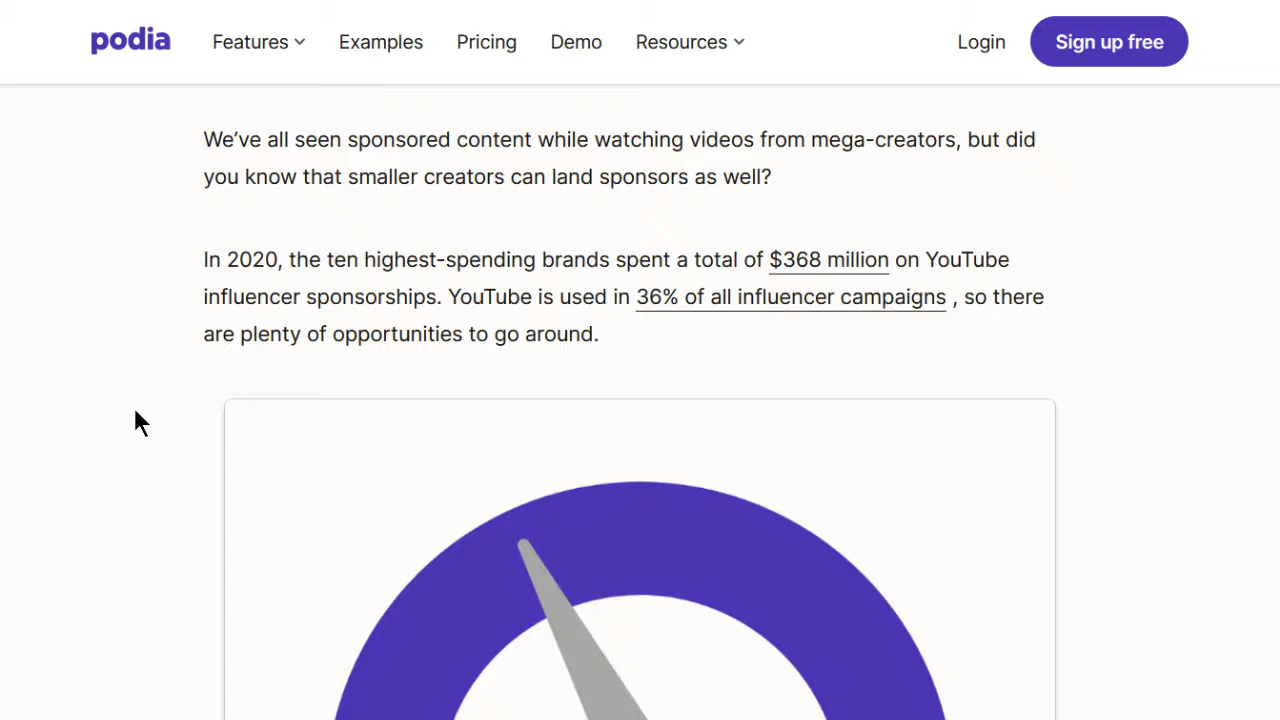 podia
Features Examples Pricing Demo Resources Login Sign up free
We’ve all seen sponsored content while watching videos from mega-creators, but did
you know that smaller creators can land sponsors as well?
In 2020, the ten highest-spending brands spent a total of $368 million on YouTube
influencer sponsorships. YouTube is used in 36% of all influencer campaigns , so there
are plenty of opportunities to go around.